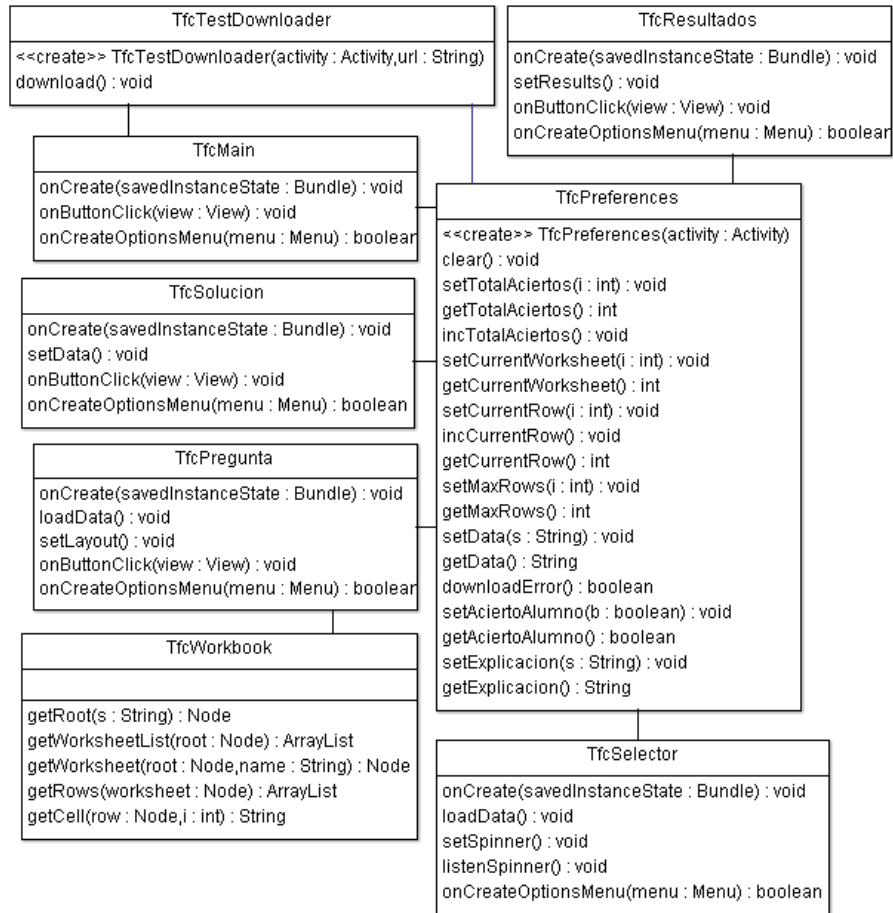 TfcTestDownloader
<<create>> TfcTestDownloader(activity : Activity,url : String)
download() : void
TfcResultados
onCreate(savedInstanceState : Bundle) : void
setResults() : void
onButtonClick(view : View) : void
onCreateOptionsMenu(menu : Menu) : boolean
TfcMain
onCreate(savedInstanceState : Bundle) : void
onButtonClick(view : View) : void
onCreateOptionsMenu(menu : Menu) : boolean
TfcPreferences
<<create>> TfcPreferences(activity : Activity)
clear() : void
setTotalAciertos(i : int) : void
getTotalAciertos() : int
incTotalAciertos() : void
setCurrentWorksheet(i : int) : void
getCurrentWorksheet() : int
setCurrentRow(i : int) : void
incCurrentRow() : void
getCurrentRow() : int
setMaxRows(i : int) : void
getMaxRows() : int
setData(s : String) : void
getData() : String
downloadError() : boolean
setAciertoAlumno(b : boolean) : void
getAciertoAlumno() : boolean
setExplicacion(s : String) : void
getExplicacion() : String
TfcSolucion
onCreate(savedInstanceState : Bundle) : void
setData() : void
onButtonClick(view : View) : void
onCreateOptionsMenu(menu : Menu) : boolean
TfcPregunta
onCreate(savedInstanceState : Bundle) : void
loadData() : void
setLayout() : void
onButtonClick(view : View) : void
onCreateOptionsMenu(menu : Menu) : boolean
TfcWorkbook
getRoot(s : String) : Node
getWorksheetList(root : Node) : ArrayList
getWorksheet(root : Node,name : String) : Node
getRows(worksheet : Node) : ArrayList
getCell(row : Node,i : int) : String
TfcSelector
onCreate(savedInstanceState : Bundle) : void
loadData() : void
setSpinner() : void
listenSpinner() : void
onCreateOptionsMenu(menu : Menu) : boolean